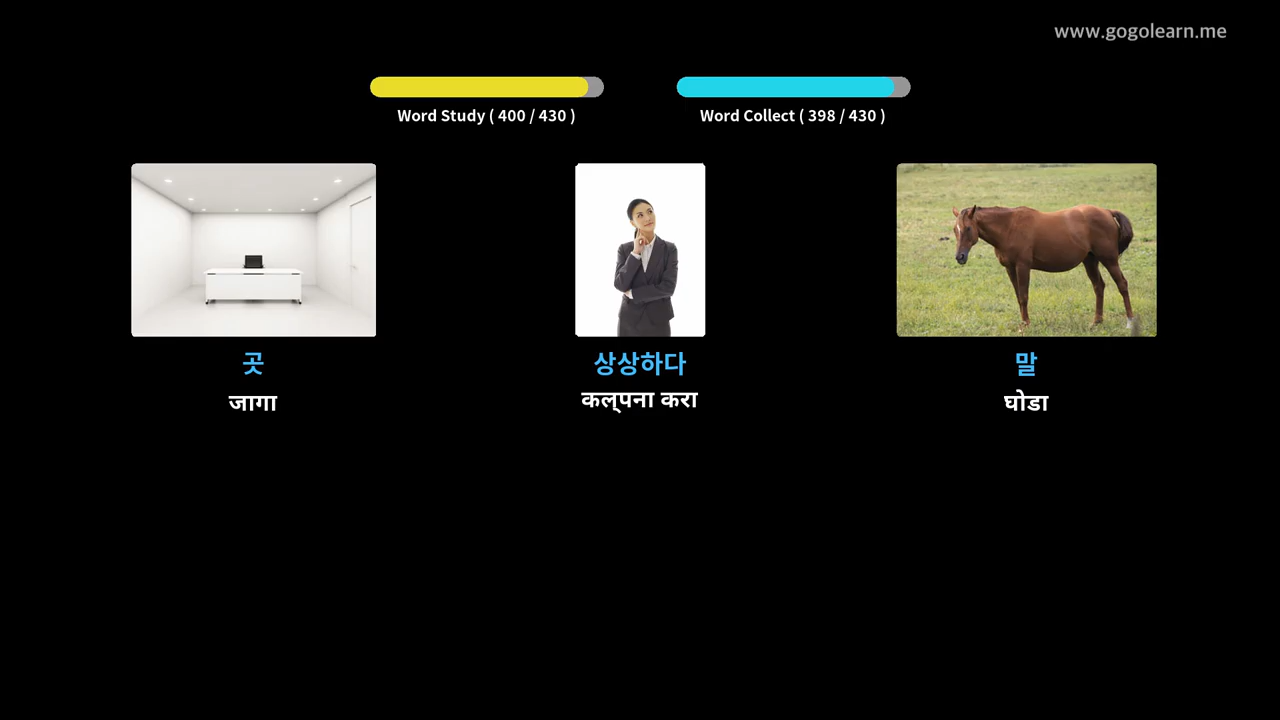 www.gogolearn.me
Word Study ( 400 / 430 )
Word Collect ( 398 / 430 )
곳
상상하다
말
जागा
कल्पना करा
घोडा